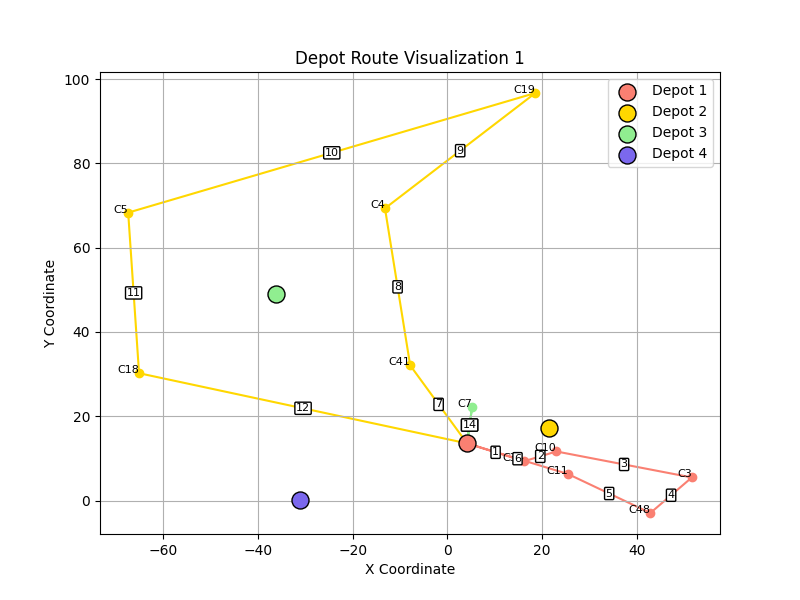 Depot Route Visualization 1
100
80
60
40
20
0
−60
−40
−20
0
20
40
X Coordinate
Y Coordinate
Depot 1
Depot 2
Depot 3
Depot 4
C19
10
9
C5
C4
11
8
C18
C41
12
7
C7
14
1
6
2
C10
3
C3
C11
5
4
C48